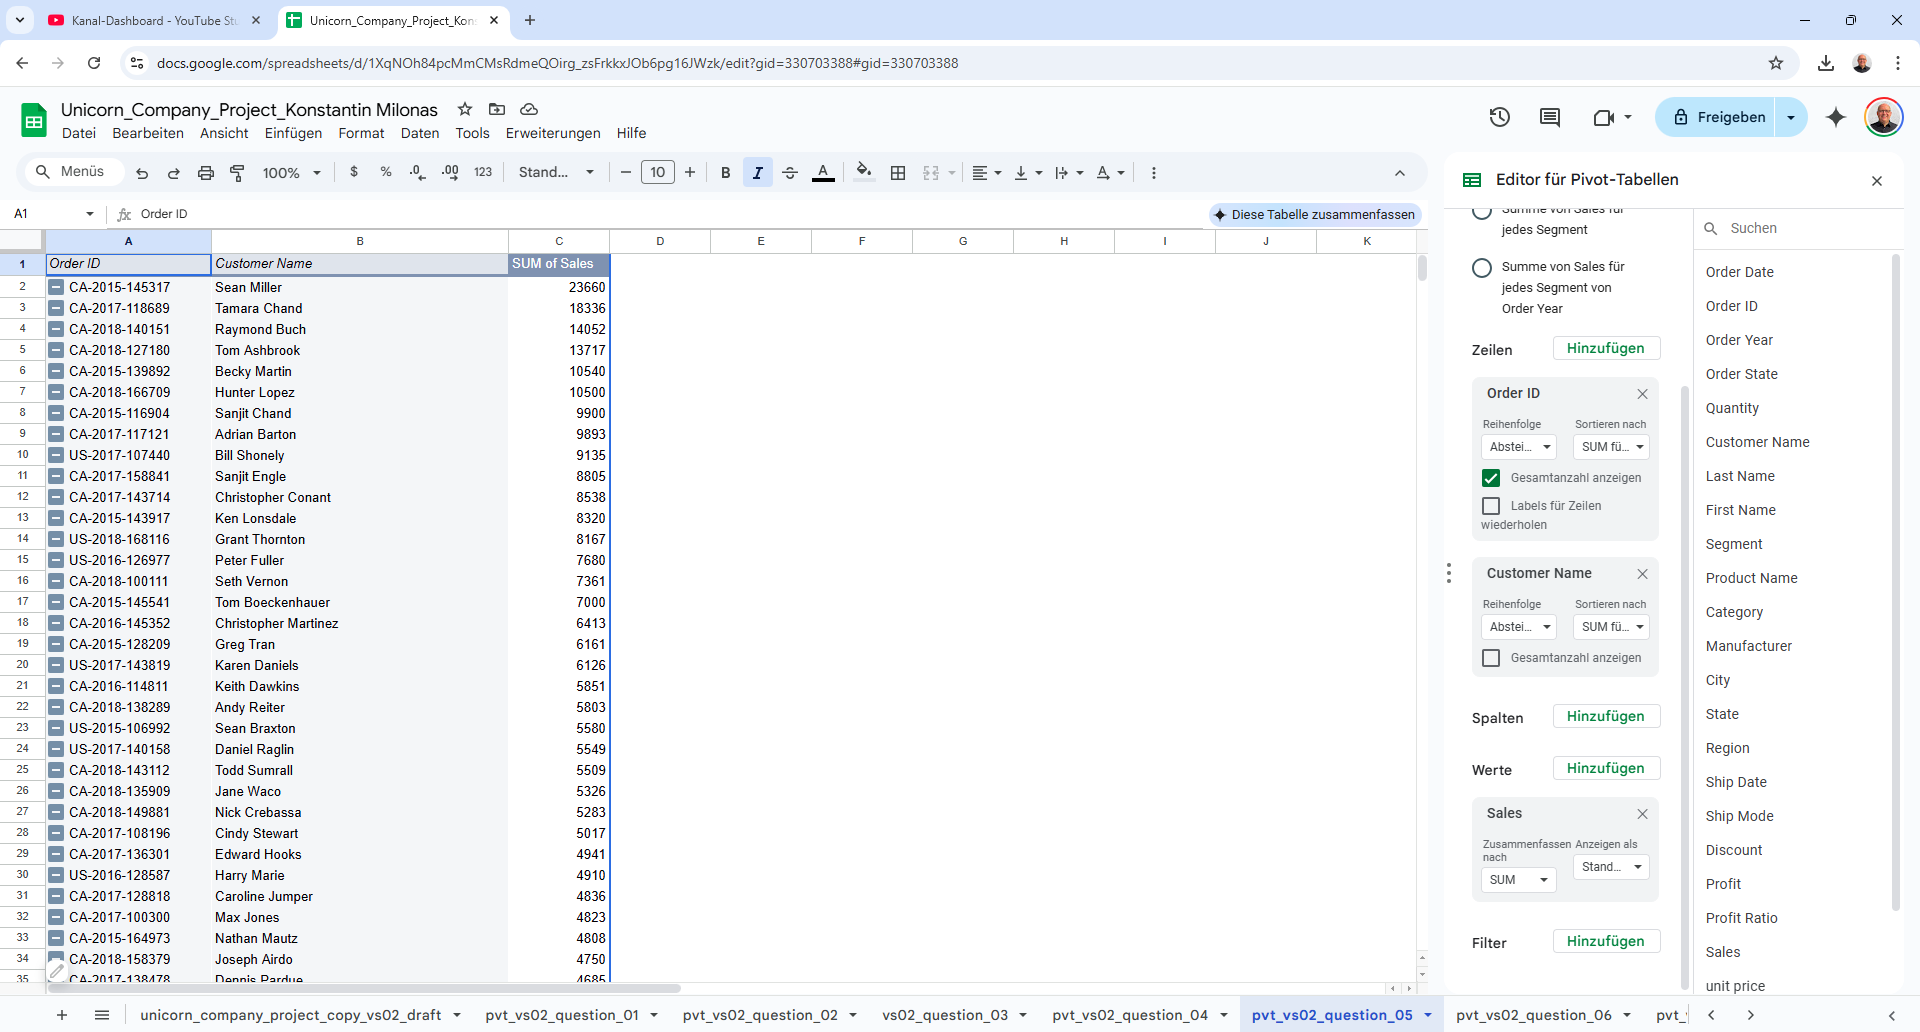 Kanal-Dashboard - YouTube Stu
Unicorn_Company_Project_Kons
docs.google.com/spreadsheets/d/1XqNOh84pcMmCMsRdmeQOirg_zsFrkkxJOb6pg16JWzk/edit?gid=330703388#gid=330703388
Unicorn_Company_Project_Konstantin Milonas
Datei Bearbeiten Ansicht Einfügen Format Daten Tools Erweiterungen Hilfe
Freigeben
Menüs 100% $ % .0 .00 123 Stand... 10 B I A
A1 fx Order ID
Diese Tabelle zusammenfassen
A B C D E F G H I J K
1 Order ID Customer Name SUM of Sales
2 CA-2015-145317 Sean Miller 23660
3 CA-2017-118689 Tamara Chand 18336
4 CA-2018-140151 Raymond Buch 14052
5 CA-2018-127180 Tom Ashbrook 13717
6 CA-2015-139892 Becky Martin 10540
7 CA-2018-166709 Hunter Lopez 10500
8 CA-2015-116904 Sanjit Chand 9900
9 CA-2017-117121 Adrian Barton 9893
10 US-2017-107440 Bill Shonely 9135
11 CA-2017-158841 Sanjit Engle 8805
12 CA-2017-143714 Christopher Conant 8538
13 CA-2015-143917 Ken Lonsdale 8320
14 US-2018-168116 Grant Thornton 8167
15 US-2016-126977 Peter Fuller 7680
16 CA-2018-100111 Seth Vernon 7361
17 CA-2015-145541 Tom Boeckenhauer 7000
18 CA-2016-145352 Christopher Martinez 6413
19 CA-2015-128209 Greg Tran 6161
20 US-2017-143819 Karen Daniels 6126
21 CA-2016-114811 Keith Dawkins 5851
22 CA-2018-138289 Andy Reiter 5803
23 US-2015-106992 Sean Braxton 5580
24 US-2017-140158 Daniel Raglin 5549
25 CA-2018-143112 Todd Sumrall 5509
26 CA-2018-135909 Jane Waco 5326
27 CA-2018-149881 Nick Crebassa 5283
28 CA-2017-108196 Cindy Stewart 5017
29 CA-2017-136301 Edward Hooks 4941
30 US-2016-128587 Harry Marie 4910
31 CA-2017-128818 Caroline Jumper 4836
32 CA-2017-100300 Max Jones 4823
33 CA-2015-164973 Nathan Mautz 4808
34 CA-2018-158379 Joseph Airdo 4750
35 CA-2017-138478 Dennis Pardue 4685
Editor für Pivot-Tabellen
Summe von Sales für
jedes Segment
Summe von Sales für
jedes Segment von
Order Year
Zeilen Hinzufügen
Order ID
Reihenfolge Sortieren nach
Abstei... SUM fü...
Gesamtanzahl anzeigen
Labels für Zeilen
wiederholen
Customer Name
Reihenfolge Sortieren nach
Abstei... SUM fü...
Gesamtanzahl anzeigen
Spalten Hinzufügen
Werte Hinzufügen
Sales
Zusammenfassen Anzeigen als
nach
Stand...
SUM
Filter Hinzufügen
Suchen
Order Date
Order ID
Order Year
Order State
Quantity
Customer Name
Last Name
First Name
Segment
Product Name
Category
Manufacturer
City
State
Region
Ship Date
Ship Mode
Discount
Profit
Profit Ratio
Sales
unit price
unicorn_company_project_copy_vs02_draft pvt_vs02_question_01 pvt_vs02_question_02 vs02_question_03 pvt_vs02_question_04 pvt_vs02_question_05 pvt_vs02_question_06 pvt_